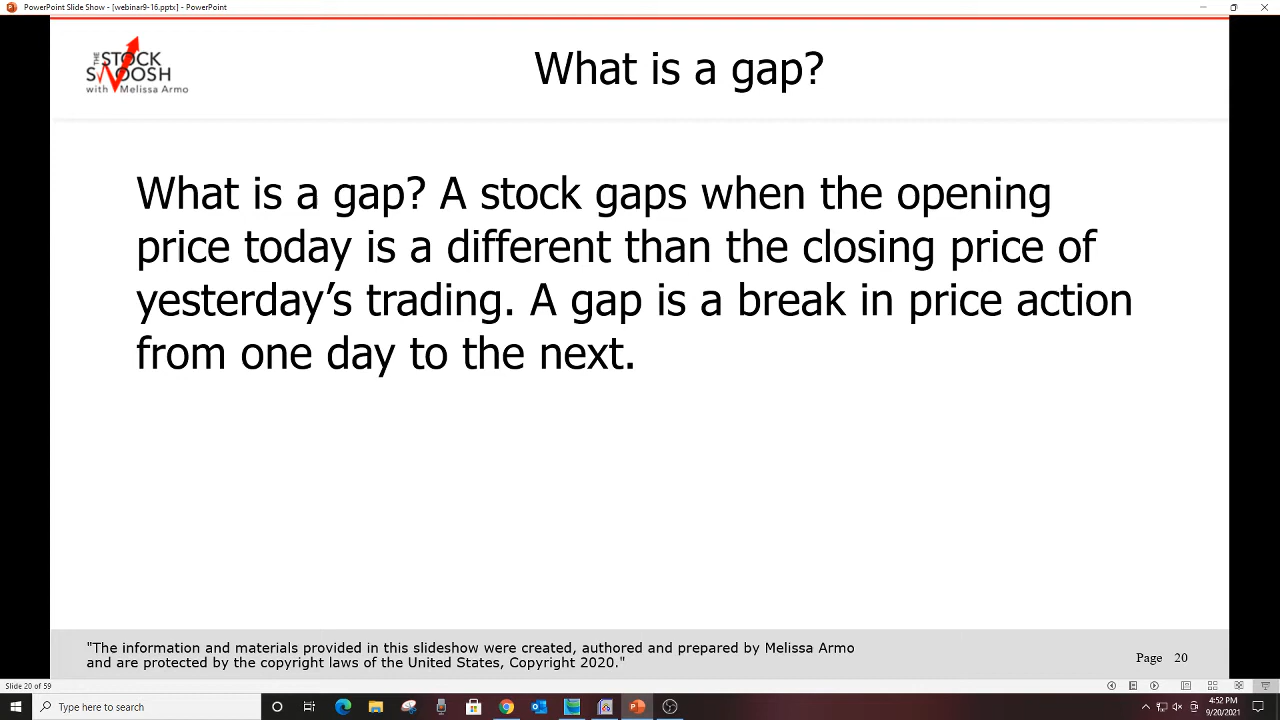 PowerPoint Slide Show - [webinar9-16.pptx] - PowerPoint
THE
STOCK
SWOOSH
with Melissa Armo
What is a gap?
What is a gap? A stock gaps when the opening
price today is a different than the closing price of
yesterday's trading. A gap is a break in price action
from one day to the next.
"The information and materials provided in this slideshow were created, authored and prepared by Melissa Armo
and are protected by the copyright laws of the United States, Copyright 2020."
Page 20
Slide 20 of 59
Type here to search
4:52 PM
9/20/2021